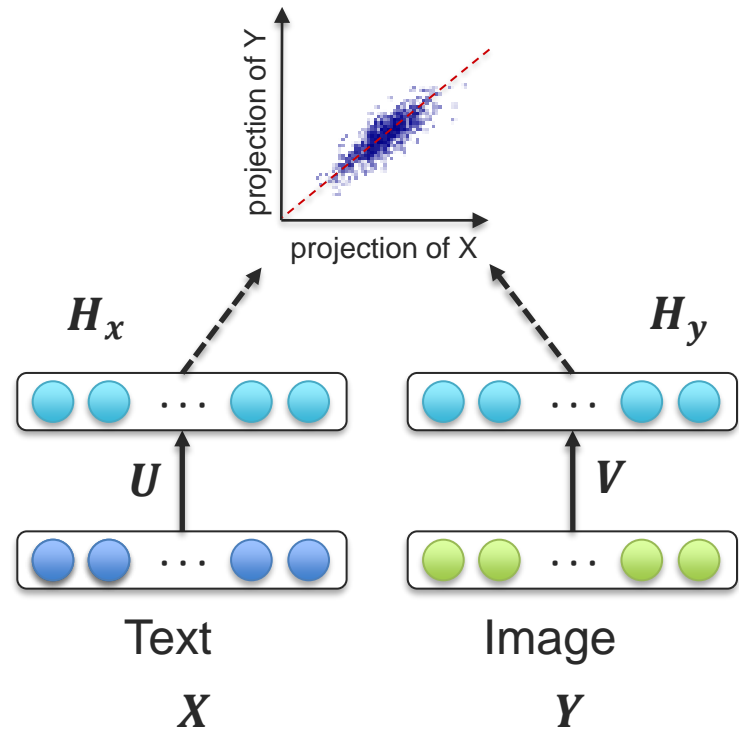 projection of Y
projection of X
H_x
H_y
...
...
U
V
...
...
Text
Image
X
Y